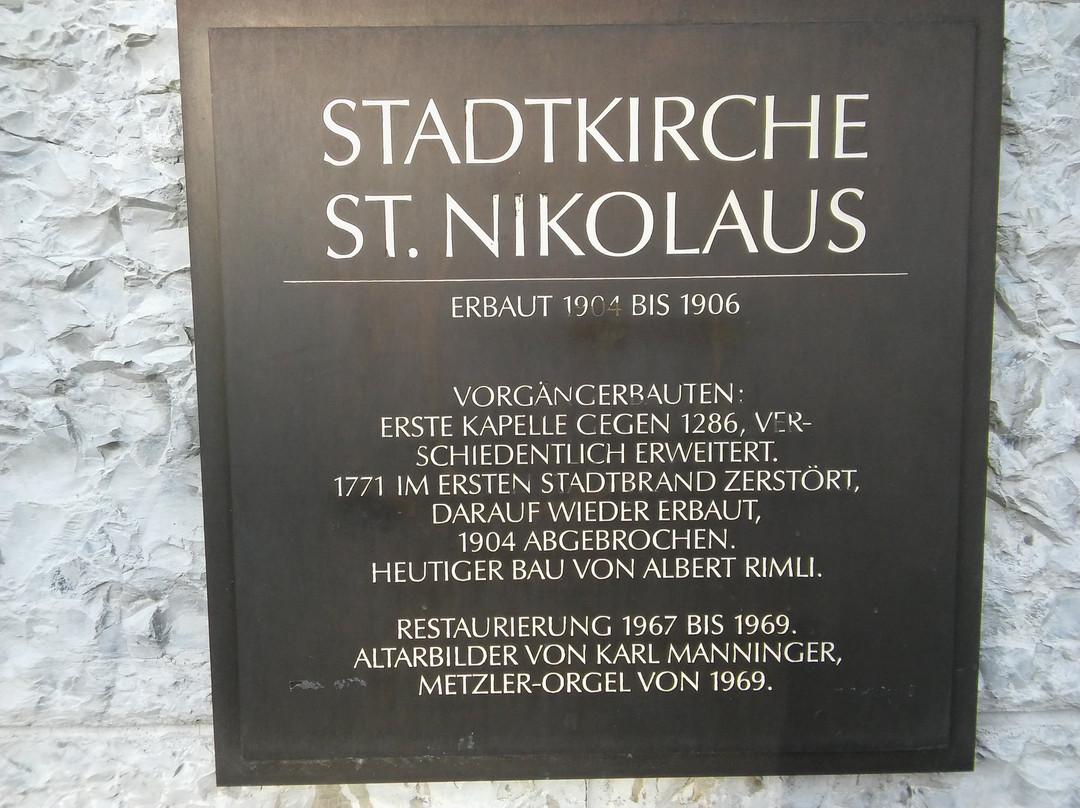 STADTKIRCHE
ST. NIKOLAUS
ERBAUT 1904 BIS 1906
VORGÄNGERBAUTEN:
ERSTE KAPELLE GEGEN 1286, VER-
SCHIEDENTLICH ERWEITERT.
1771 IM ERSTEN STADTBRAND ZERSTÖRT,
DARAUF WIEDER ERBAUT,
1904 ABGEBROCHEN.
HEUTIGER BAU VON ALBERT RIMLI.
RESTAURIERUNG 1967 BIS 1969.
ALTARBILDER VON KARL MANNINGER,
METZLER-ORGEL VON 1969.